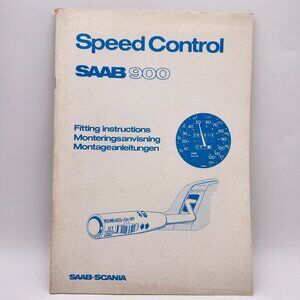 Speed Control
SAAB 900
Fitting instructions
Monteringsanvisning
Montageanleitungen
SAAB-SCANIA